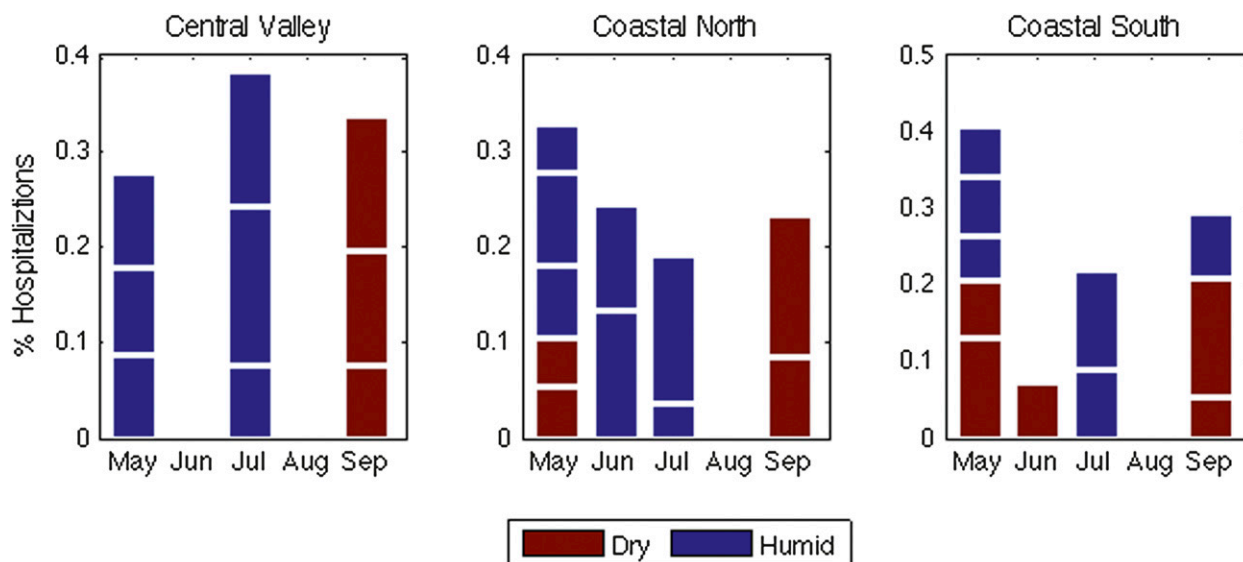 Central Valley
Coastal North
Coastal South
% Hospitaliztions
0.4
0.3
0.2
0.1
0
May Jun Jul Aug Sep
0.4
0.3
0.2
0.1
0
May Jun Jul Aug Sep
0.5
0.4
0.3
0.2
0.1
0
May Jun Jul Aug Sep
Dry Humid